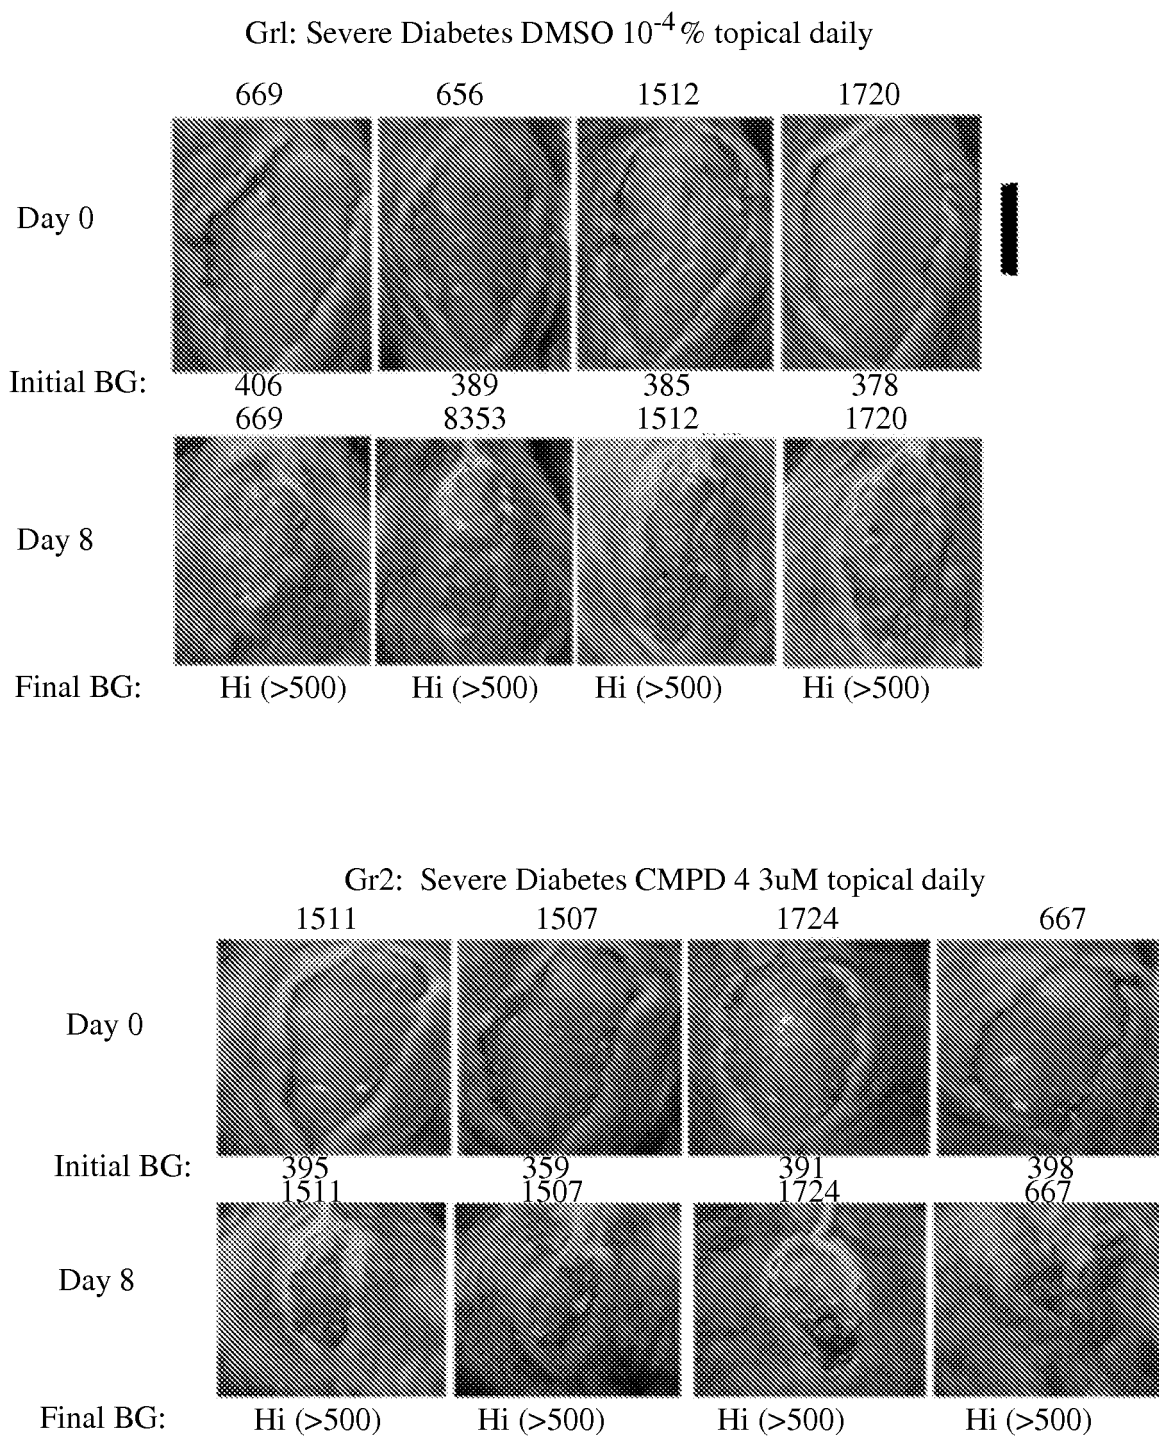 Gr1: Severe Diabetes DMSO 10⁻⁴% topical daily
669 656 1512 1720
Day 0
Initial BG: 406 389 385 378
669 8353 1512 1720
Day 8
Final BG: Hi (>500) Hi (>500) Hi (>500) Hi (>500)
Gr2: Severe Diabetes CMPD 4 3uM topical daily
1511 1507 1724 667
Day 0
Initial BG: 395 359 391 398
1511 1507 1724 667
Day 8
Final BG: Hi (>500) Hi (>500) Hi (>500) Hi (>500)